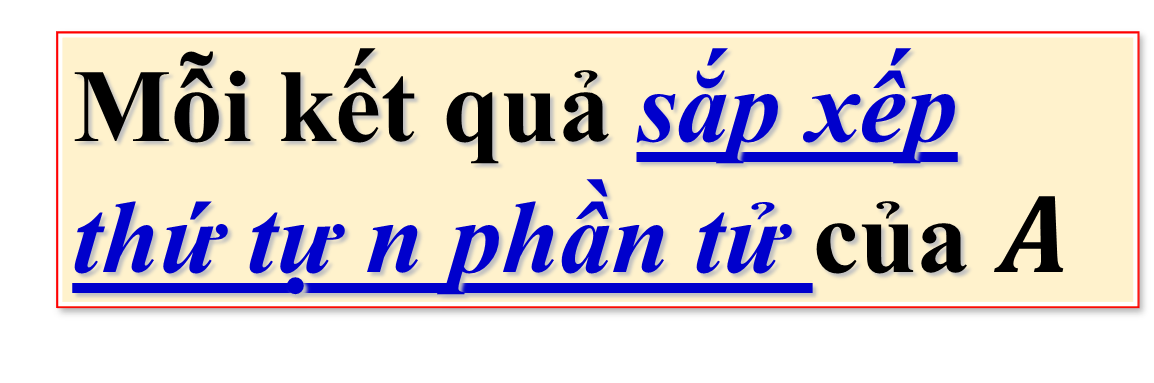 Mỗi kết quả sắp xếp
thứ tự n phần tử của A